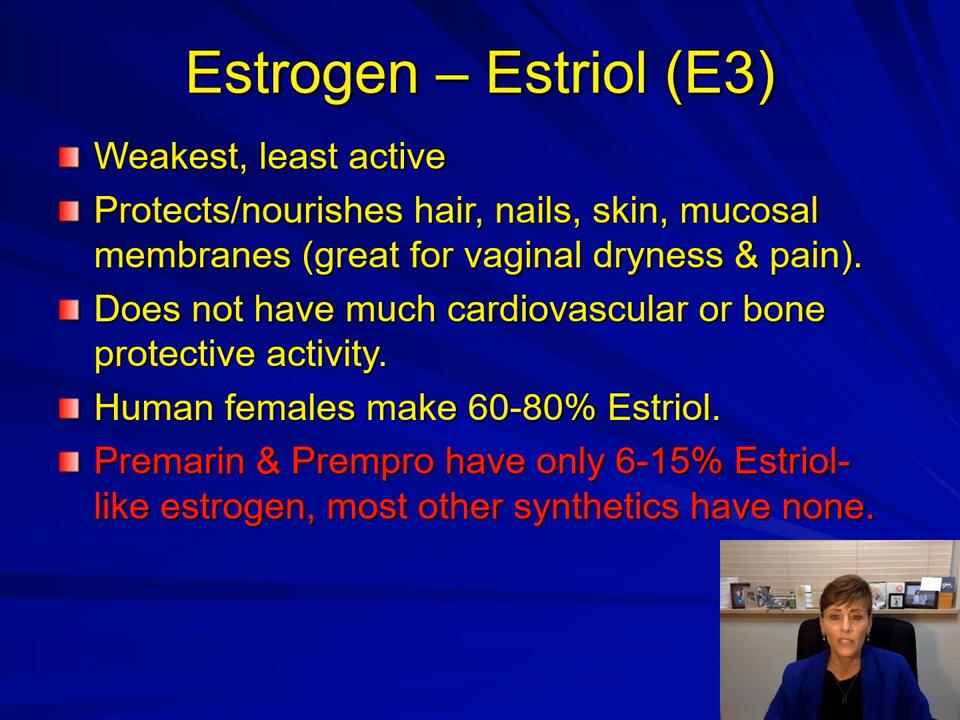 Estrogen – Estriol (E3)
Weakest, least active
Protects/nourishes hair, nails, skin, mucosal
membranes (great for vaginal dryness & pain).
Does not have much cardiovascular or bone
protective activity.
Human females make 60-80% Estriol.
Premarin & Prempro have only 6-15% Estriol-
like estrogen, most other synthetics have none.